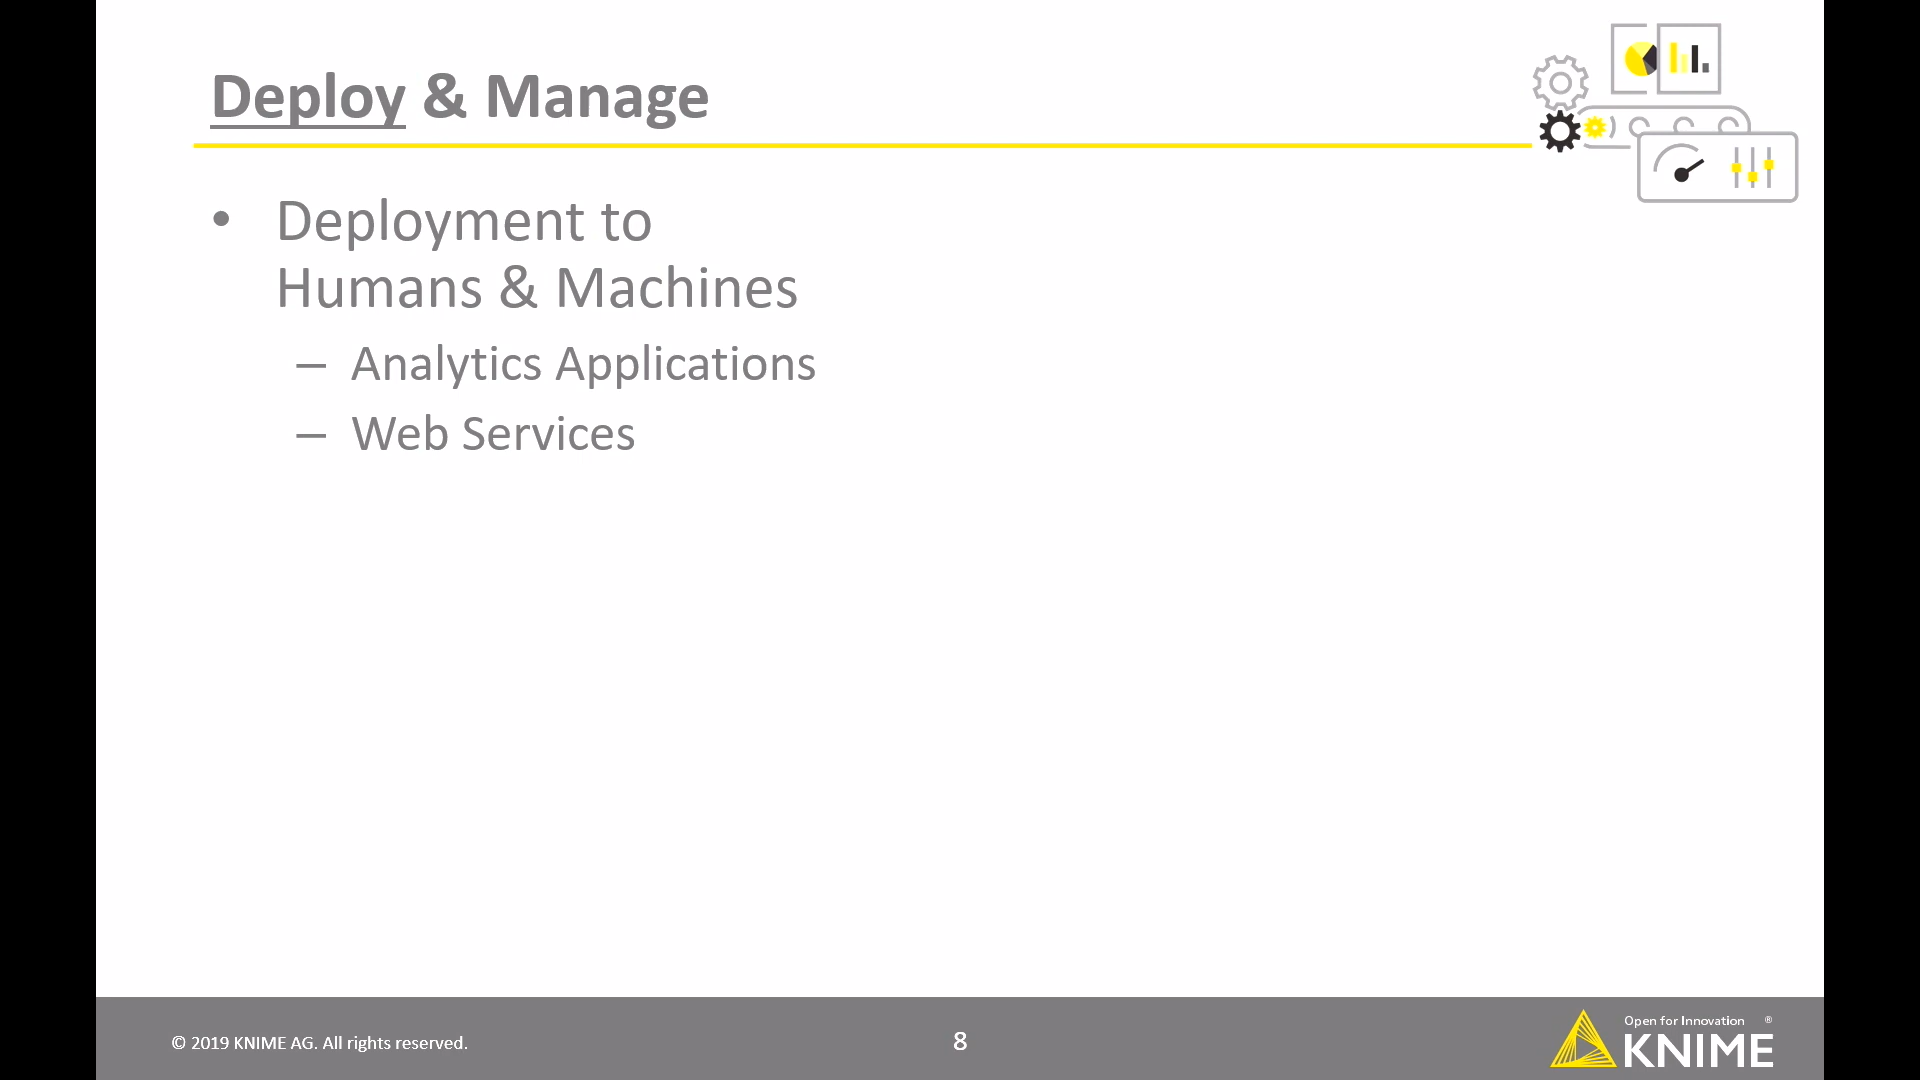 Deploy & Manage
• Deployment to
Humans & Machines
– Analytics Applications
– Web Services
© 2019 KNIME AG. All rights reserved.
8
Open for Innovation ®
KNIME